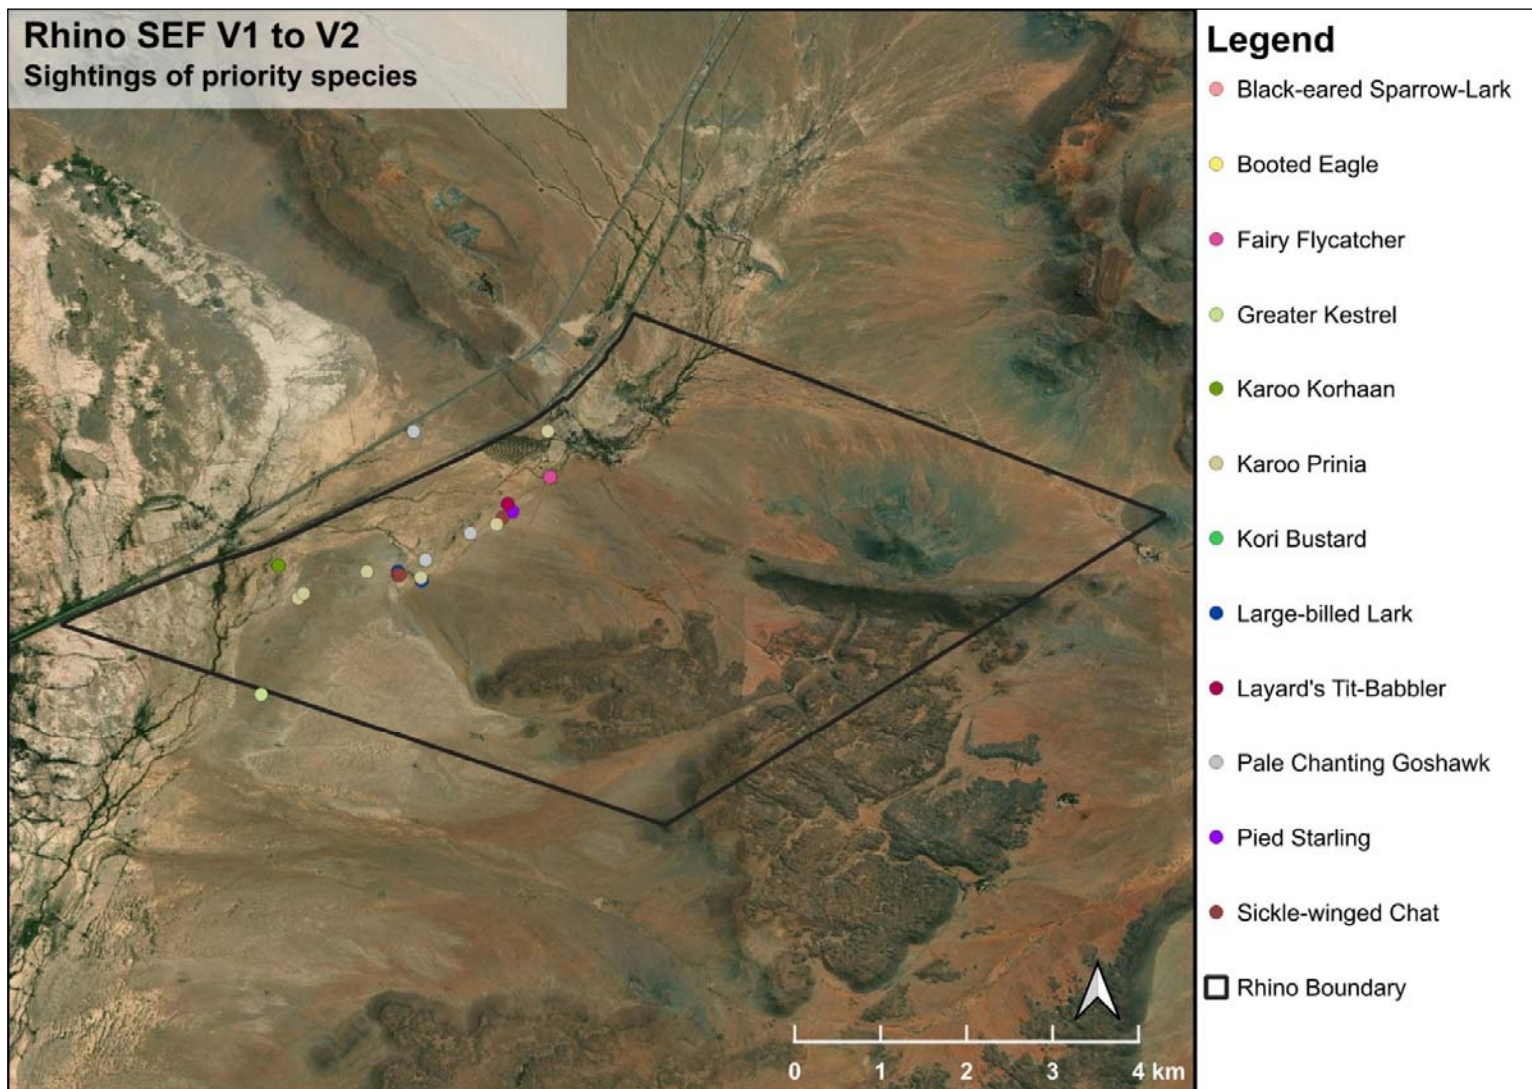 Rhino SEF V1 to V2
Sightings of priority species
Legend
Black-eared Sparrow-Lark
Booted Eagle
Fairy Flycatcher
Greater Kestrel
Karoo Korhaan
Karoo Prinia
Kori Bustard
Large-billed Lark
Layard's Tit-Babbler
Pale Chanting Goshawk
Pied Starling
Sickle-winged Chat
Rhino Boundary
0 1 2 3 4 km